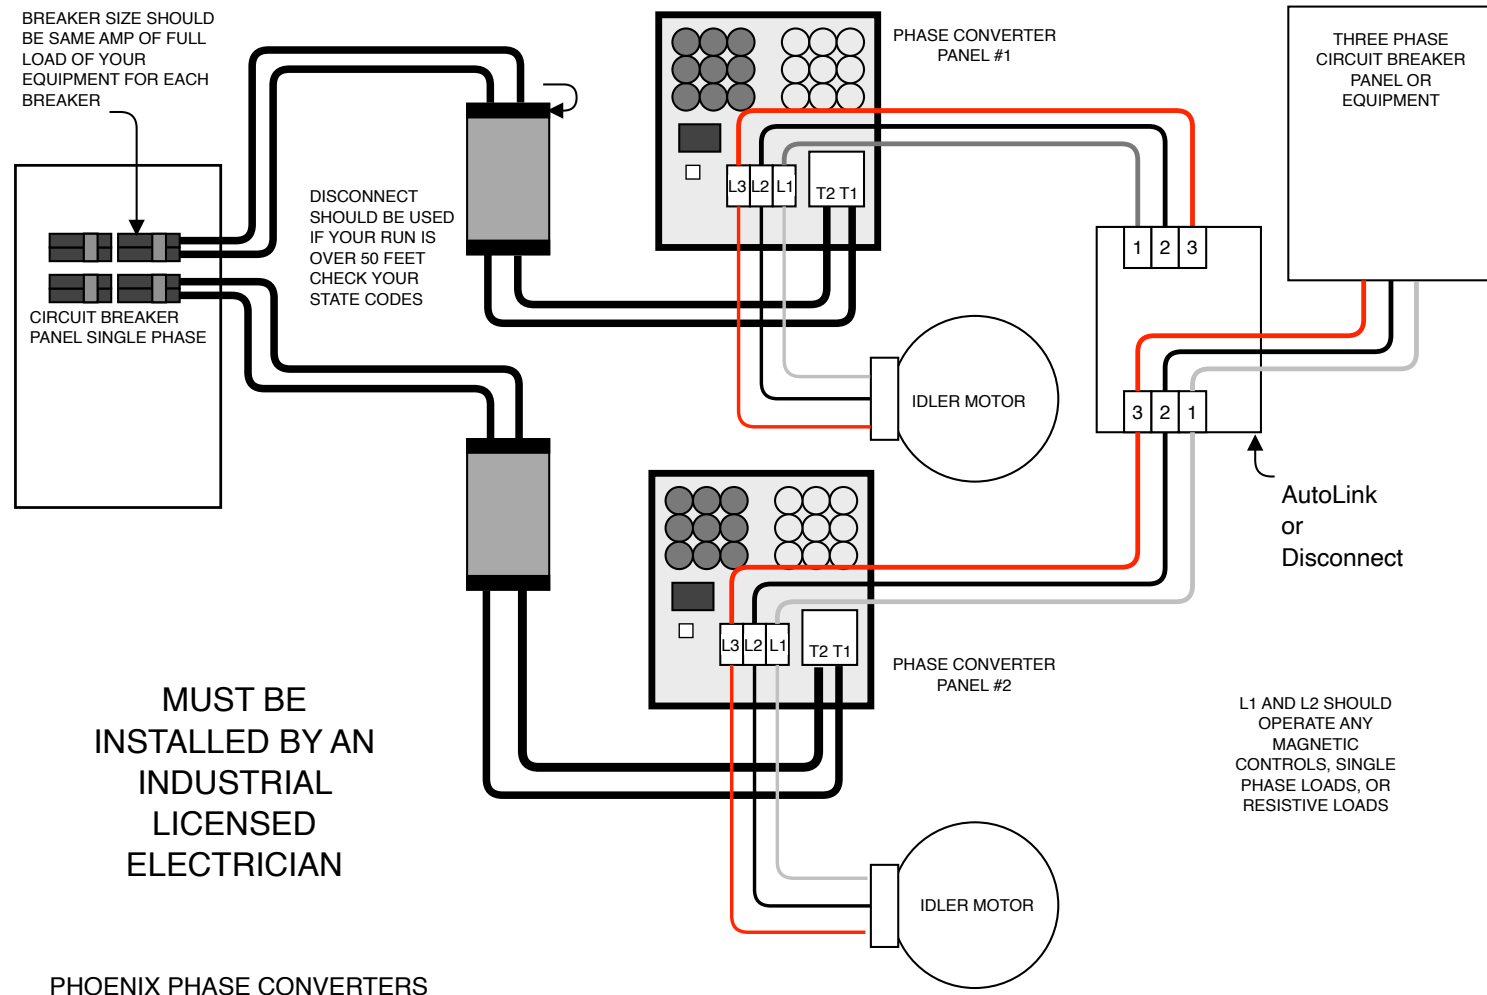 BREAKER SIZE SHOULD
BE SAME AMP OF FULL
LOAD OF YOUR
EQUIPMENT FOR EACH
BREAKER
CIRCUIT BREAKER
PANEL SINGLE PHASE
DISCONNECT
SHOULD BE USED
IF YOUR RUN IS
OVER 50 FEET
CHECK YOUR
STATE CODES
PHASE CONVERTER
PANEL #1
L3 L2 L1
T2 T1
IDLER MOTOR
THREE PHASE
CIRCUIT BREAKER
PANEL OR
EQUIPMENT
1 2 3
3 2 1
AutoLink
or
Disconnect
L3 L2 L1
T2 T1
PHASE CONVERTER
PANEL #2
IDLER MOTOR
L1 AND L2 SHOULD
OPERATE ANY
MAGNETIC
CONTROLS, SINGLE
PHASE LOADS, OR
RESISTIVE LOADS
MUST BE
INSTALLED BY AN
INDUSTRIAL
LICENSED
ELECTRICIAN
PHOENIX PHASE CONVERTERS